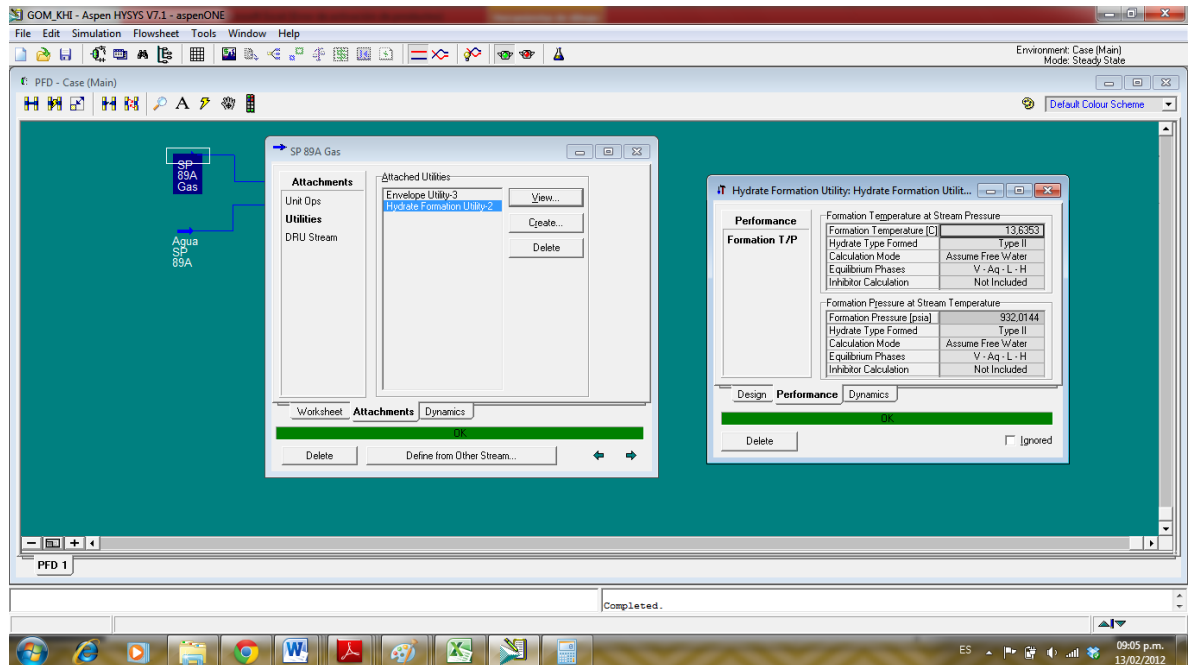 GOM_KHI - Aspen HYSYS V7.1 - aspenONE
File Edit Simulation Flowsheet Tools Window Help
Environment: Case (Main)
Mode: Steady State
PFD - Case (Main)
A
Default Colour Scheme
SP
89A
Gas
Agua
SP
89A
SP 89A Gas
Attachments
Unit Ops
Utilities
DRU Stream
Attached Utilities
Envelope Utility-3
Hydrate Formation Utility-2
View...
Create...
Delete
Worksheet Attachments Dynamics
OK
Delete Define from Other Stream...
Hydrate Formation Utility: Hydrate Formation Utilit...
Performance
Formation T/P
Formation Temperature at Stream Pressure
Formation Temperature [C] 13,6353
Hydrate Type Formed Type II
Calculation Mode Assume Free Water
Equilibrium Phases V - Aq - L - H
Inhibitor Calculation Not Included
Formation Pressure at Stream Temperature
Formation Pressure [psia] 932,0144
Hydrate Type Formed Type II
Calculation Mode Assume Free Water
Equilibrium Phases V - Aq - L - H
Inhibitor Calculation Not Included
Design Performance Dynamics
OK
Delete Ignored
PFD 1
Completed.
ES 09:05 p.m.
13/02/2012